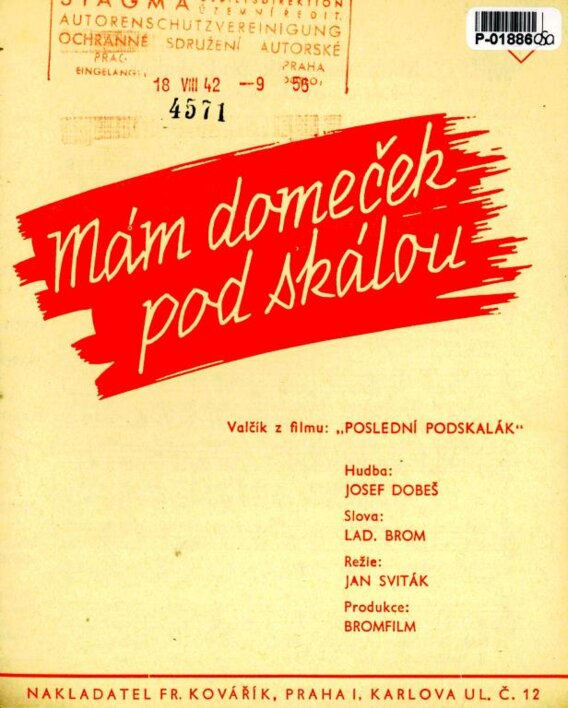 STAGMA
AUTORENSCHUTZVEREINIGUNG
OCHRANNÉ SDRUŽENÍ AUTORSKÉ
PRAHA
18 VIII 42 —9 56
4571
P-01886
Mám domeček
pod skálou
Valčík z filmu: „POSLEDNÍ PODSKALÁK“
Hudba:
JOSEF DOBEŠ
Slova:
LAD. BROM
Režie:
JAN SVITÁK
Produkce:
BROMFILM
NAKLADATEL FR. KOVÁŘÍK, PRAHA I, KARLOVA UL. Č. 12